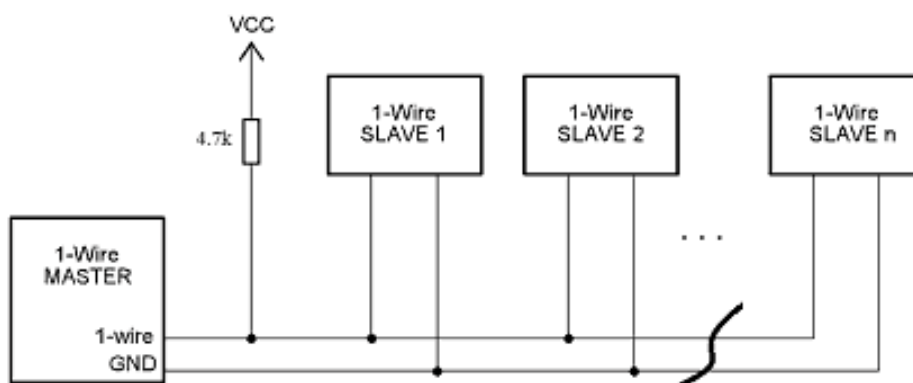 VCC
4.7k
1-Wire
SLAVE 1
1-Wire
SLAVE 2
1-Wire
SLAVE n
. . .
1-Wire
MASTER
1-wire
GND